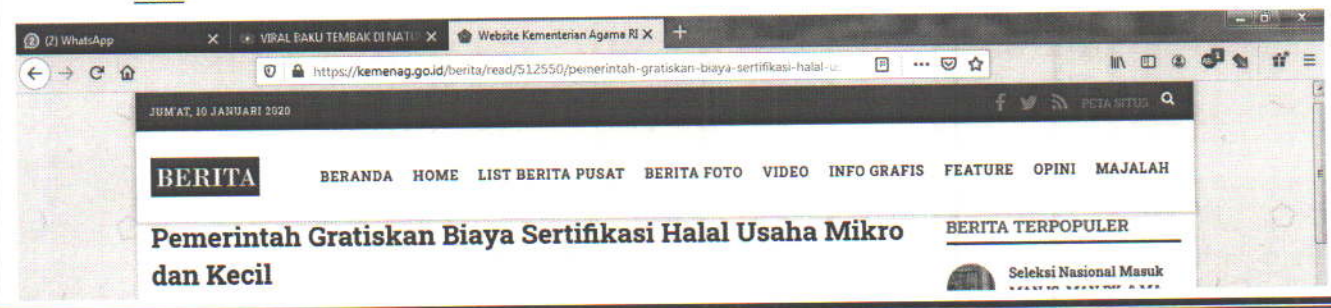 (2) WhatsApp
VIRAL BAKU TEMBAK DI NATU
Website Kementerian Agama RI
https://kemenag.go.id/berita/read/512550/pemerintah-gratiskan-biaya-sertifikasi-halal-u
JUM'AT, 10 JANUARI 2020
PETA SITUS
BERITA
BERANDA HOME LIST BERITA PUSAT BERITA FOTO VIDEO INFO GRAFIS FEATURE OPINI MAJALAH
Pemerintah Gratiskan Biaya Sertifikasi Halal Usaha Mikro
dan Kecil
BERITA TERPOPULER
Seleksi Nasional Masuk